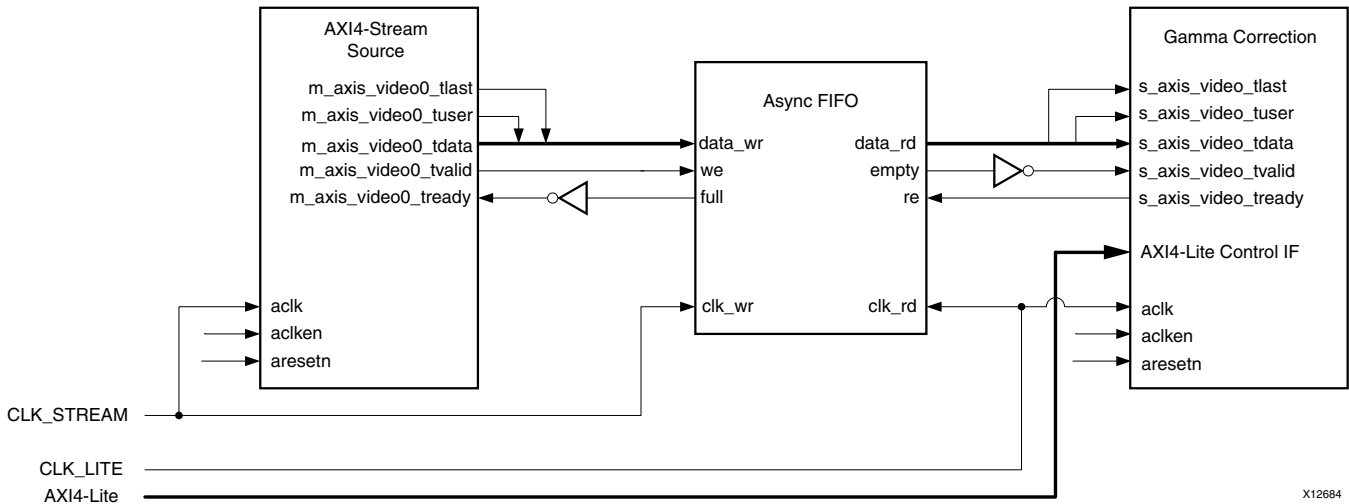 AXI4-Stream
Source
m_axis_video0_tlast
m_axis_video0_tuser
m_axis_video0_tdata
m_axis_video0_tvalid
m_axis_video0_tready
aclk
aclken
aresetn
Async FIFO
data_wr
we
full
clk_wr
data_rd
empty
re
clk_rd
Gamma Correction
s_axis_video_tlast
s_axis_video_tuser
s_axis_video_tdata
s_axis_video_tvalid
s_axis_video_tready
AXI4-Lite Control IF
aclk
aclken
aresetn
CLK_STREAM
CLK_LITE
AXI4-Lite
X12684